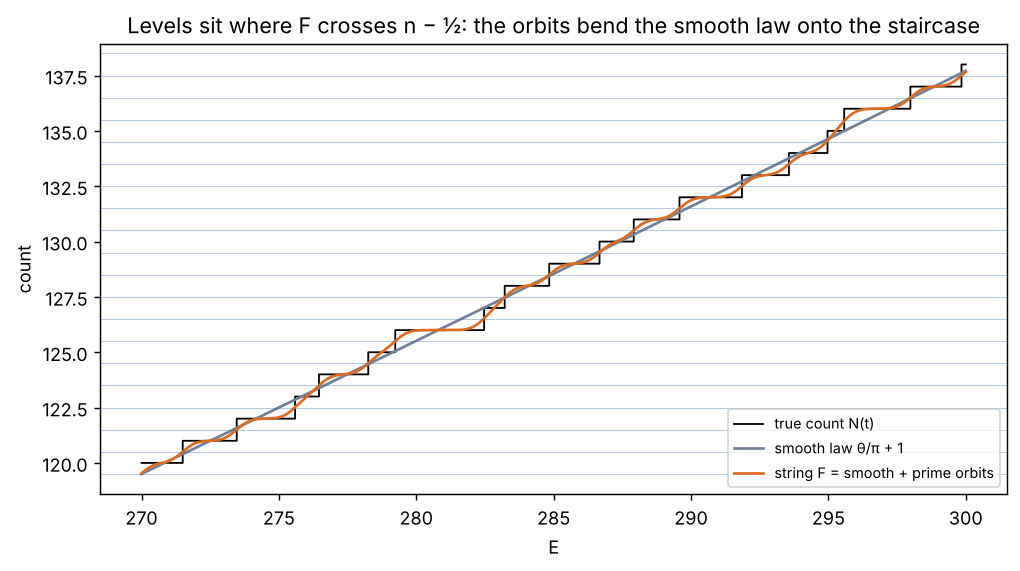 Levels sit where F crosses n − ½: the orbits bend the smooth law onto the staircase
137.5
135.0
132.5
130.0
127.5
125.0
122.5
120.0
count
true count N(t)
smooth law θ/π + 1
string F = smooth + prime orbits
270 275 280 285 290 295 300
E